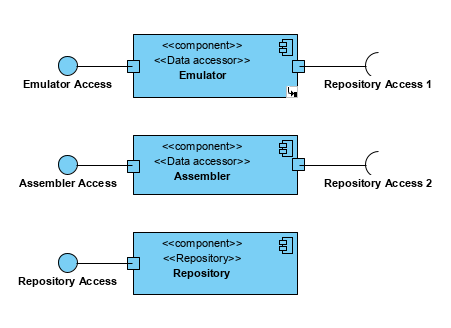 <<component>>
<<Data accessor>>
Emulator
Emulator Access
Repository Access 1
<<component>>
<<Data accessor>>
Assembler
Assembler Access
Repository Access 2
<<component>>
<<Repository>>
Repository
Repository Access